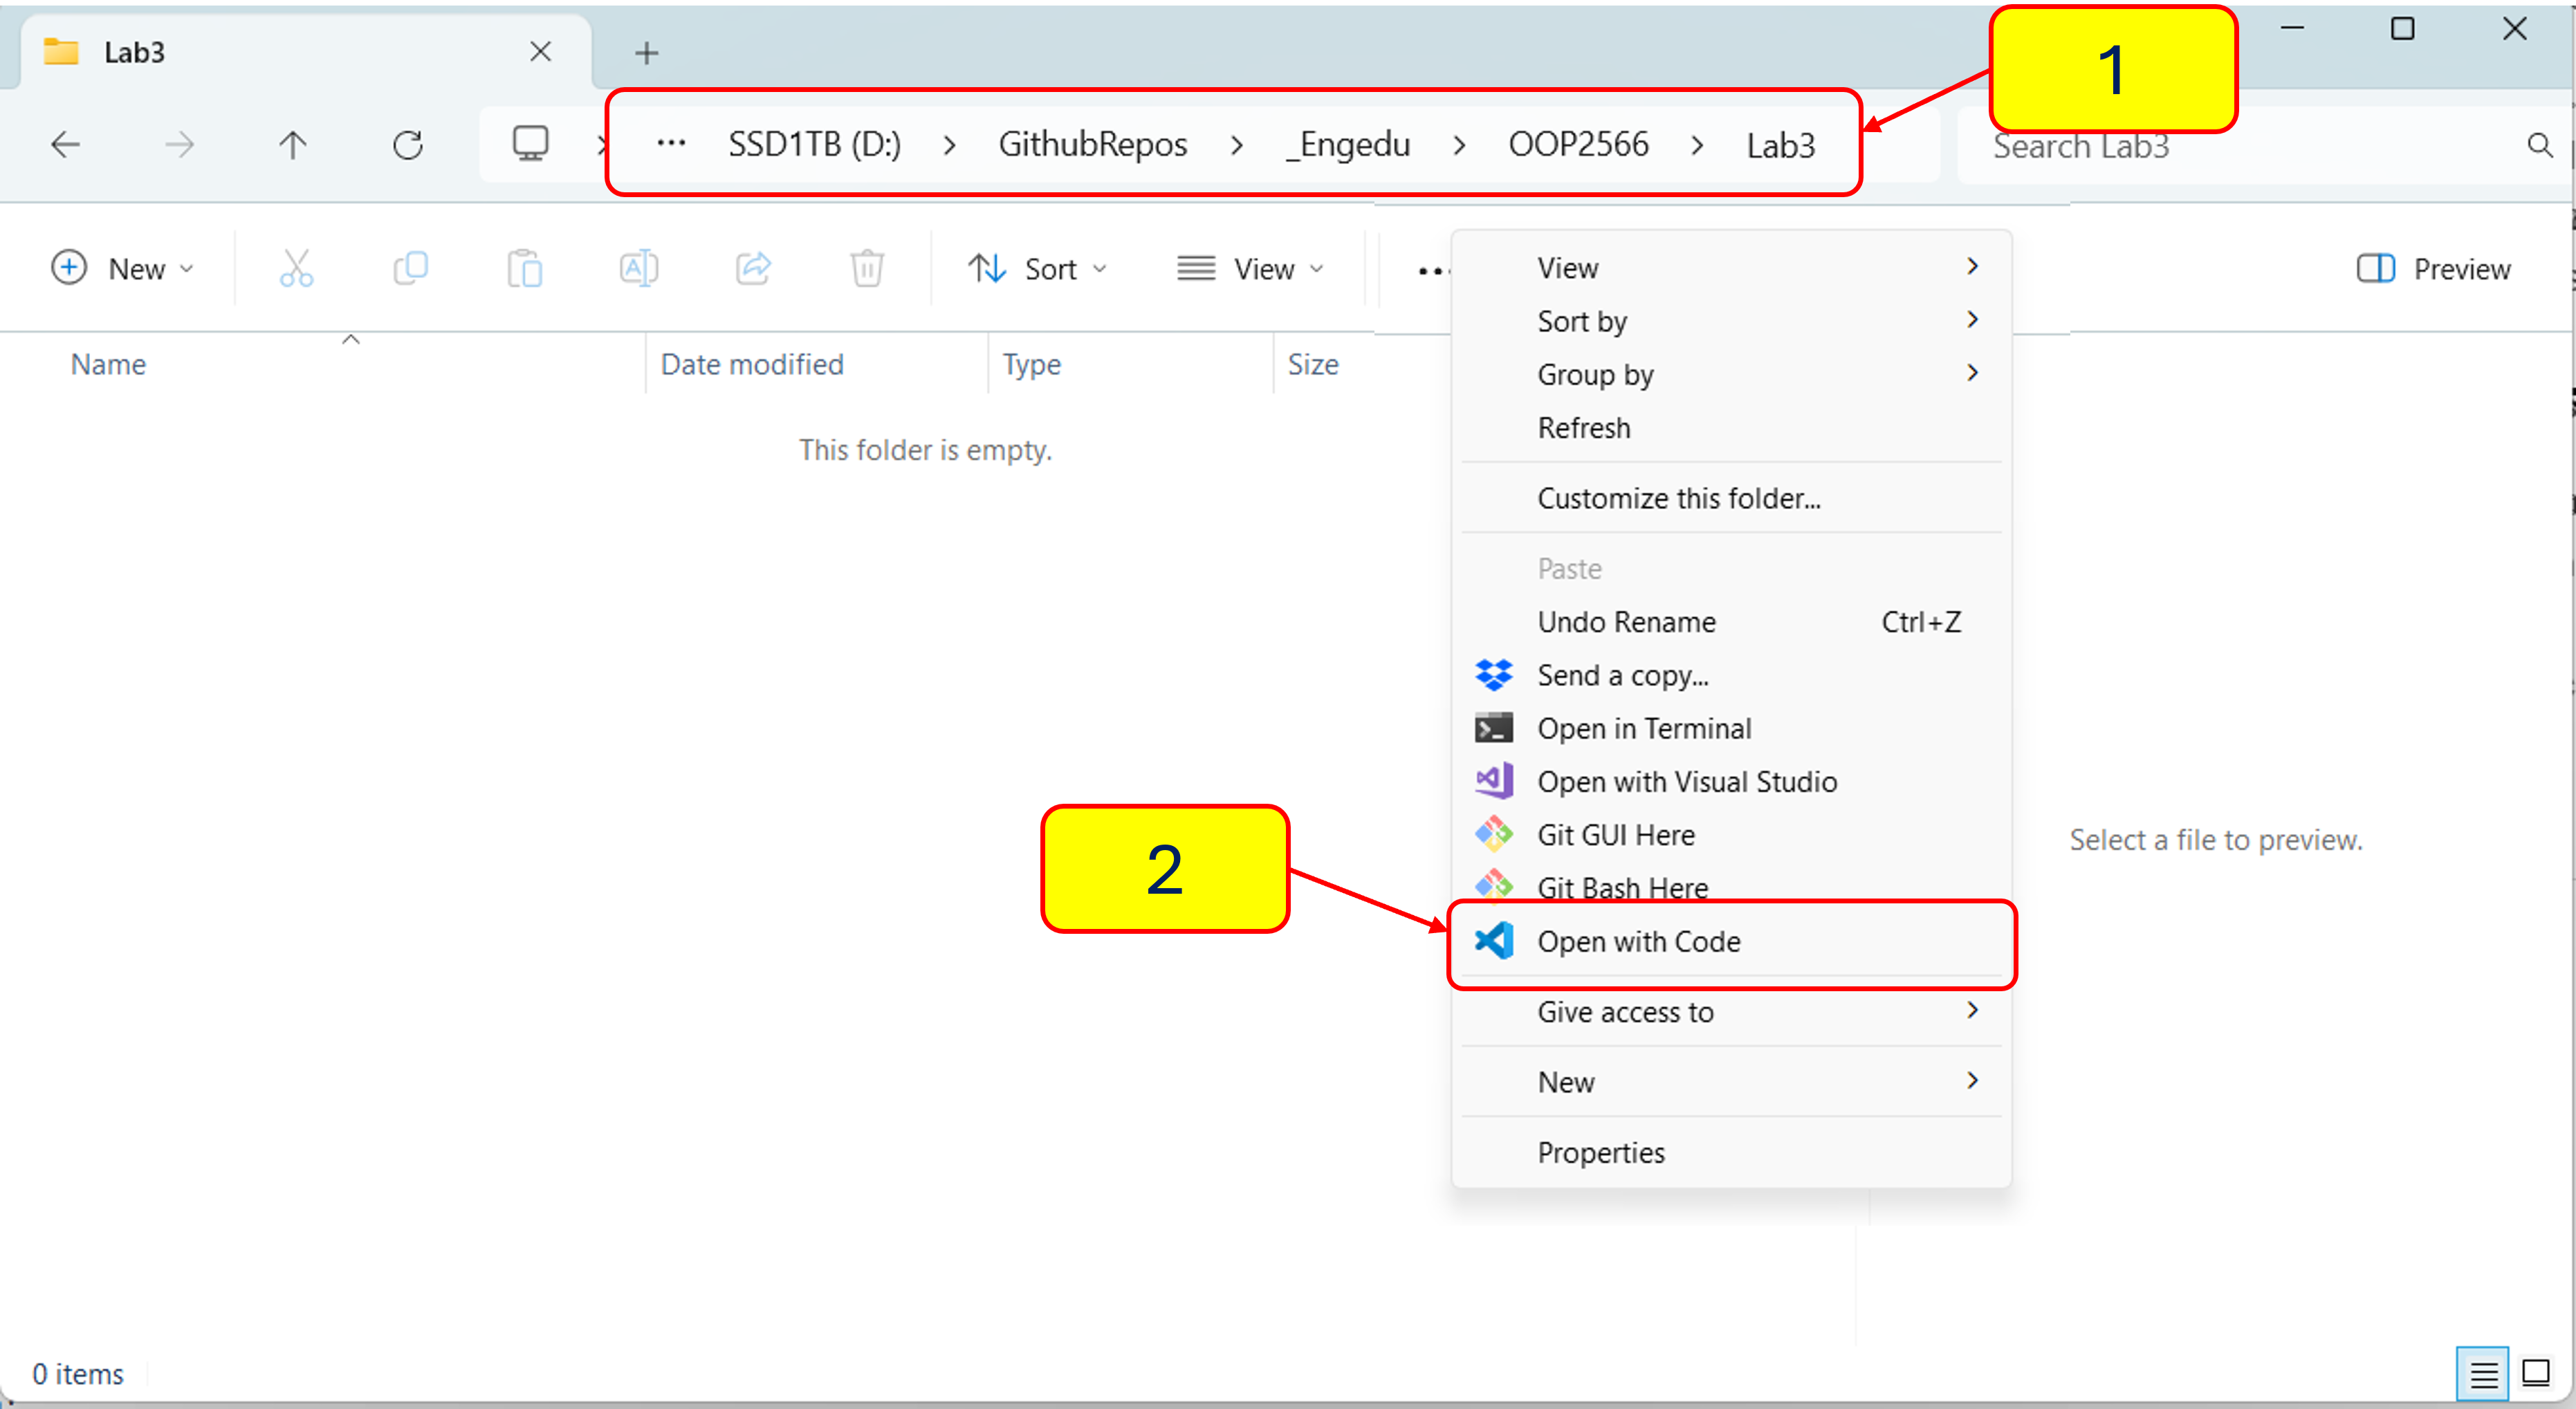 Lab3
1
... SSD1TB (D:) > GithubRepos > _Engedu > OOP2566 > Lab3
Search Lab3
New
Sort
View
...
Preview
Name
Date modified
Type
Size
This folder is empty.
View
Sort by
Group by
Refresh
Customize this folder...
Paste
Undo Rename Ctrl+Z
Send a copy...
Open in Terminal
Open with Visual Studio
Git GUI Here
Git Bash Here
Open with Code
Give access to
New
Properties
2
Select a file to preview.
0 items